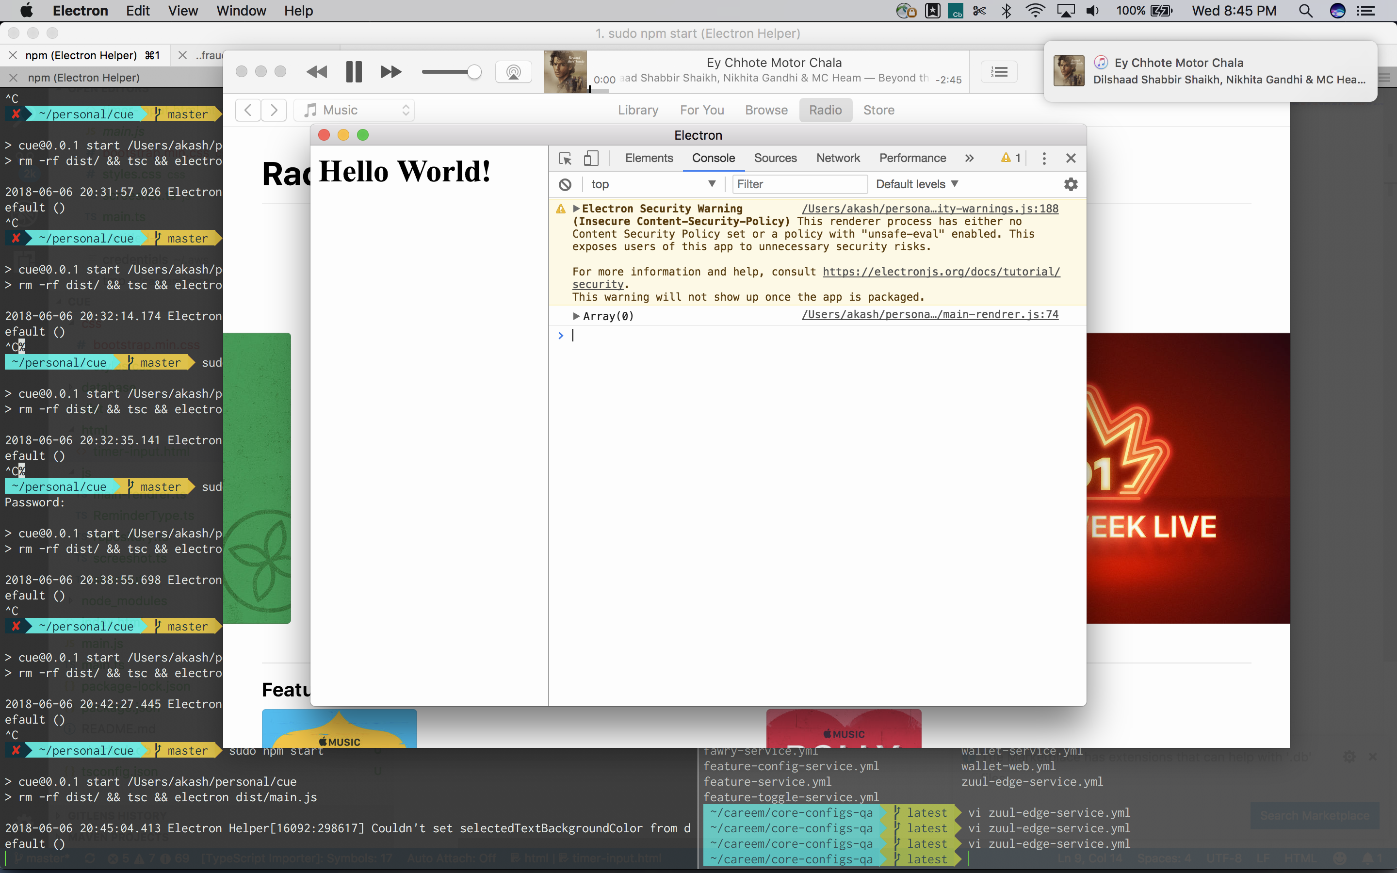 Electron Edit View Window Help
100% Wed 8:45 PM
1. sudo npm start (Electron Helper)
npm (Electron Helper) ⌘1
..frau
npm (Electron Helper)
^C
✘ ~/personal/cue master
> cue@0.0.1 start /Users/akash/p
> rm -rf dist/ && tsc && electro
2018-06-06 20:31:57.026 Electron
efault ()
^C
✘ ~/personal/cue master
> cue@0.0.1 start /Users/akash/p
> rm -rf dist/ && tsc && electro
2018-06-06 20:32:14.174 Electron
efault ()
^C%
~/personal/cue master sud
> cue@0.0.1 start /Users/akash/p
> rm -rf dist/ && tsc && electro
2018-06-06 20:32:35.141 Electron
efault ()
^C%
~/personal/cue master sud
Password:
> cue@0.0.1 start /Users/akash/p
> rm -rf dist/ && tsc && electro
2018-06-06 20:38:55.698 Electron
efault ()
^C
✘ ~/personal/cue master
> cue@0.0.1 start /Users/akash/p
> rm -rf dist/ && tsc && electro
2018-06-06 20:42:27.445 Electron
efault ()
^C
✘ ~/personal/cue master sudo npm start
> cue@0.0.1 start /Users/akash/personal/cue
> rm -rf dist/ && tsc && electron dist/main.js
2018-06-06 20:45:04.413 Electron Helper[16092:298617] Couldn't set selectedTextBackgroundColor from d
efault ()
Ey Chhote Motor Chala
0:00 aad Shabbir Shaikh, Nikhita Gandhi & MC Heam — Beyond th -2:45
Ey Chhote Motor Chala
Dilshaad Shabbir Shaikh, Nikhita Gandhi & MC Hea...
Music
Library For You Browse Radio Store
Electron
Hello World!
Elements Console Sources Network Performance » 1
top Filter Default levels
Electron Security Warning /Users/akash/persona…ity-warnings.js:188
(Insecure Content-Security-Policy) This renderer process has either no
Content Security Policy set or a policy with "unsafe-eval" enabled. This
exposes users of this app to unnecessary security risks.
For more information and help, consult https://electronjs.org/docs/tutorial/
security.
This warning will not show up once the app is packaged.
Array(0) /Users/akash/persona…/main-rendrer.js:74
>
EEK LIVE
Featu
MUSIC
MUSIC
fawry-service.yml wallet-service.yml
feature-config-service.yml wallet-web.yml
feature-service.yml zuul-edge-service.yml
feature-toggle-service.yml
~/careem/core-configs-qa latest vi zuul-edge-service.yml
~/careem/core-configs-qa latest vi zuul-edge-service.yml
~/careem/core-configs-qa latest vi zuul-edge-service.yml
~/careem/core-configs-qa latest
Search Marketplace